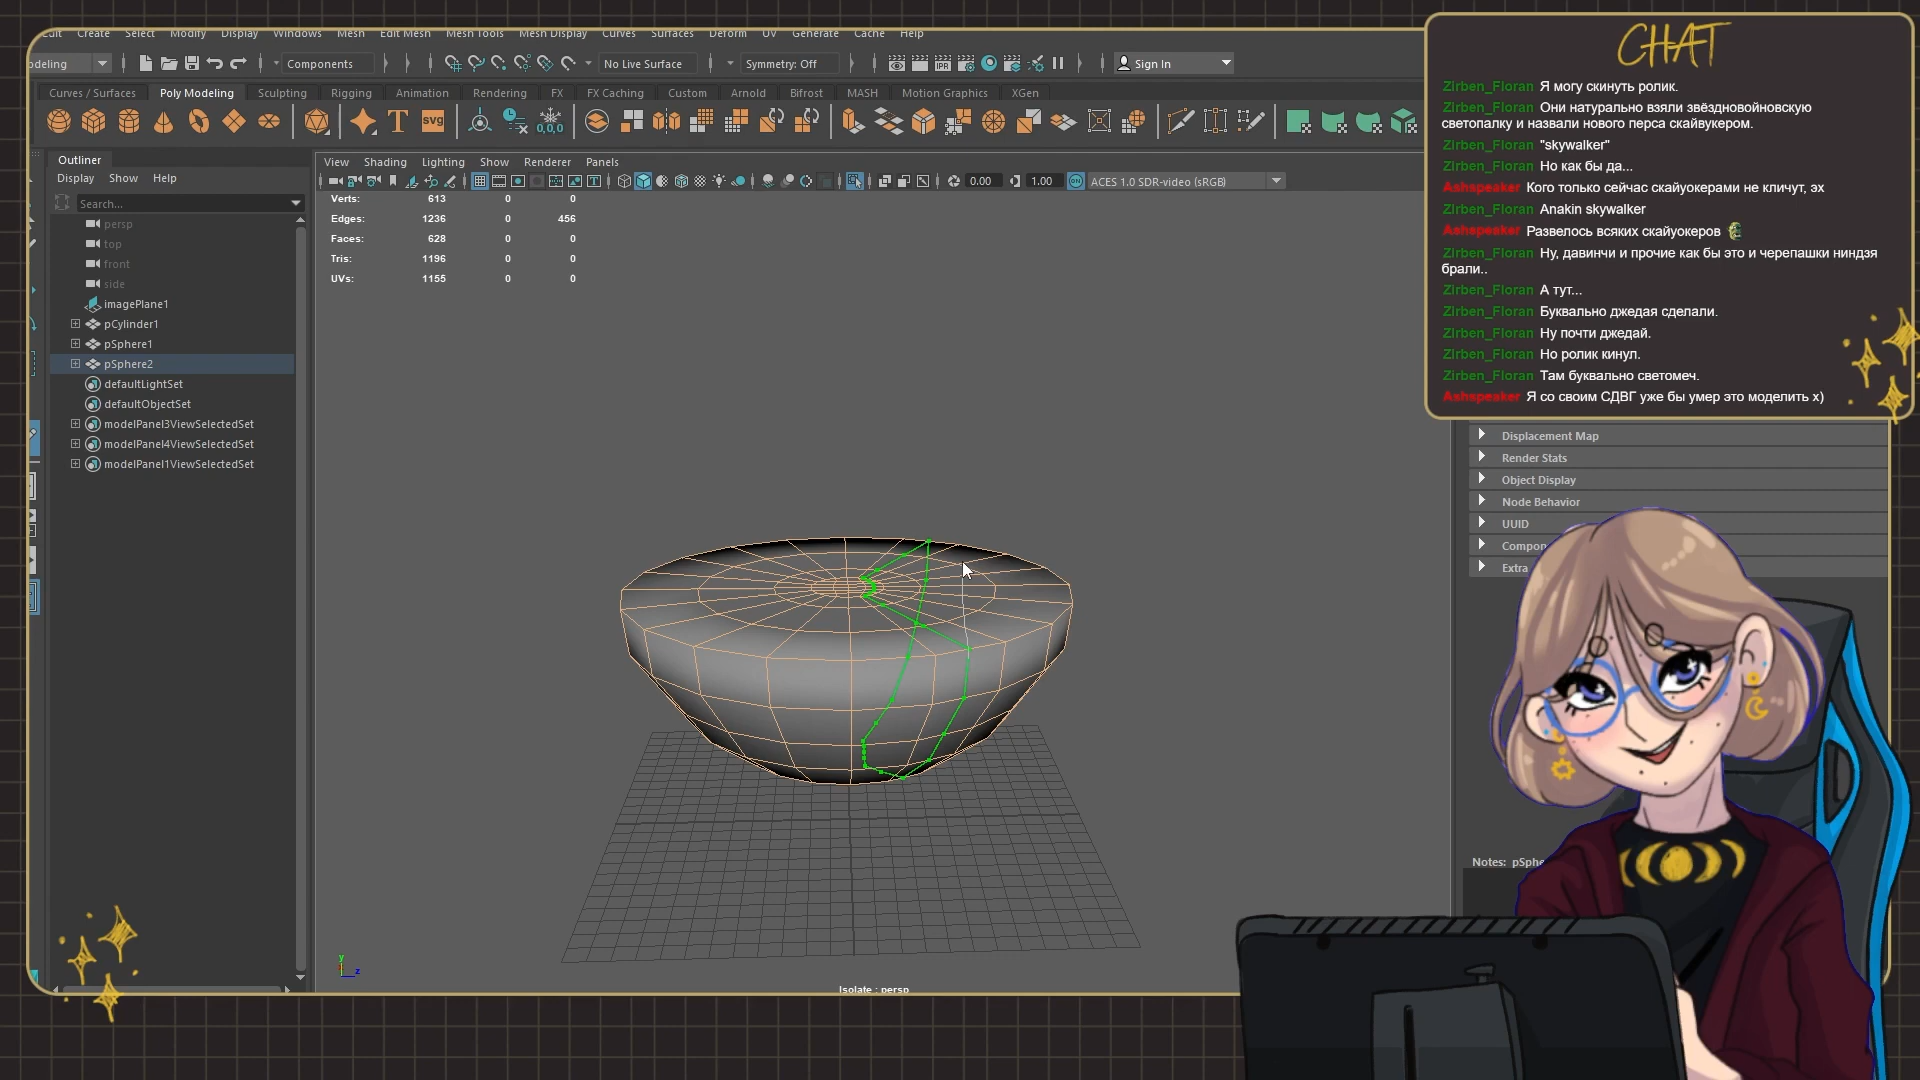 Create Select Modify Display Windows Mesh Edit Mesh Mesh Tools Mesh Display Curves Surfaces Deform UV Generate Cache Help
Components No Live Surface Symmetry: Off Sign In
Curves / Surfaces Poly Modeling Sculpting Rigging Animation Rendering FX FX Caching Custom Arnold Bifrost MASH Motion Graphics XGen
T SVG 0,0,0 IPR
Outliner
Display Show Help
Search...
persp
top
front
side
imagePlane1
pCylinder1
pSphere1
pSphere2
defaultLightSet
defaultObjectSet
modelPanel3ViewSelectedSet
modelPanel4ViewSelectedSet
modelPanel1ViewSelectedSet
View Shading Lighting Show Renderer Panels
0.00 1.00 ACES 1.0 SDR-video (sRGB)
Verts: 613 0 0
Edges: 1236 0 456
Faces: 628 0 0
Tris: 1196 0 0
UVs: 1155 0 0
y
z
Isolate : persp
CHAT
Zirben_Floran Я могу скинуть ролик.
Zirben_Floran Они натурально взяли звёздновойновскую
светопалку и назвали нового перса скайвукером.
Zirben_Floran "skywalker"
Zirben_Floran Но как бы да...
Ashspeaker Кого только сейчас скайуокерами не кличут, эх
Zirben_Floran Anakin skywalker
Ashspeaker Развелось всяких скайуокеров
Zirben_Floran Ну, давинчи и прочие как бы это и черепашки ниндзя
брали..
Zirben_Floran А тут...
Zirben_Floran Буквально джедая сделали.
Zirben_Floran Ну почти джедай.
Zirben_Floran Но ролик кинул.
Zirben_Floran Там буквально светомеч.
Ashspeaker Я со своим СДВГ уже бы умер это моделить x)
Displacement Map
Render Stats
Object Display
Node Behavior
UUID
Extra
Notes: